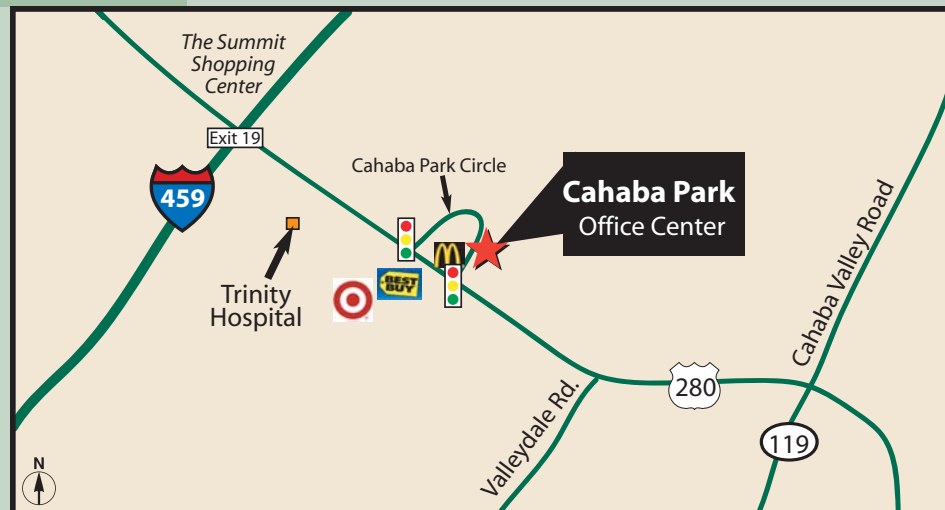 The Summit
Shopping
Center
Exit 19
459
Cahaba Park Circle
Cahaba Park
Office Center
BEST
BUY
Trinity
Hospital
Cahaba Valley Road
280
Valleydale Rd.
119
N